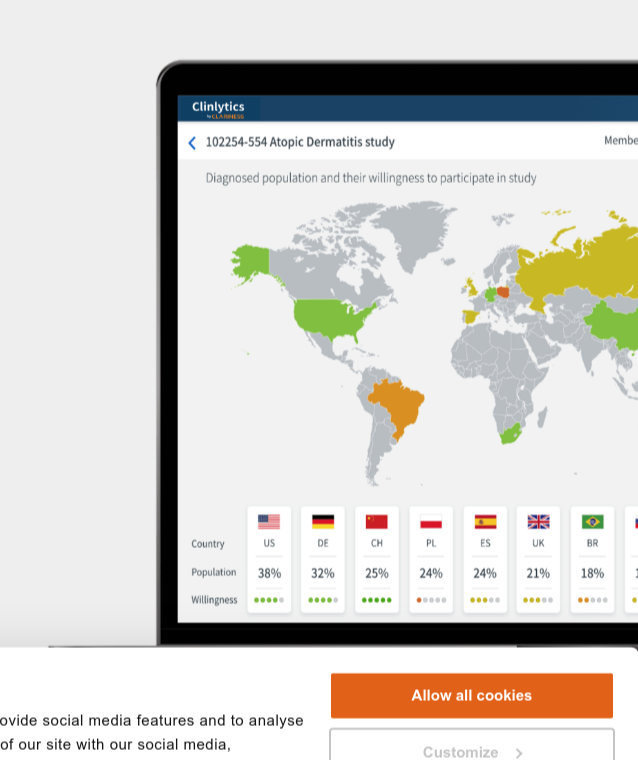 Clinlytics
by CLARINESS
102254-554 Atopic Dermatitis study
Membe
Diagnosed population and their willingness to participate in study
Country US DE CH PL ES UK BR
Population 38% 32% 25% 24% 24% 21% 18%
Willingness
Allow all cookies
ovide social media features and to analyse
of our site with our social media,
Customize